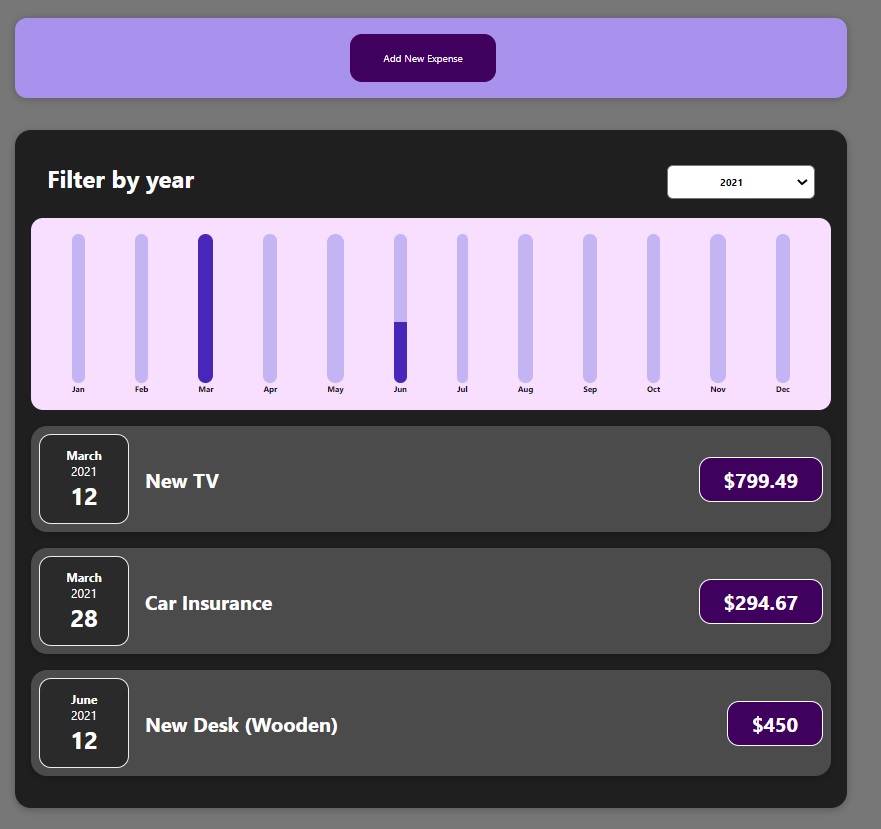 Add New Expense
Filter by year
2021
Jan Feb Mar Apr May Jun Jul Aug Sep Oct Nov Dec
March
2021
12
New TV
$799.49
March
2021
28
Car Insurance
$294.67
June
2021
12
New Desk (Wooden)
$450